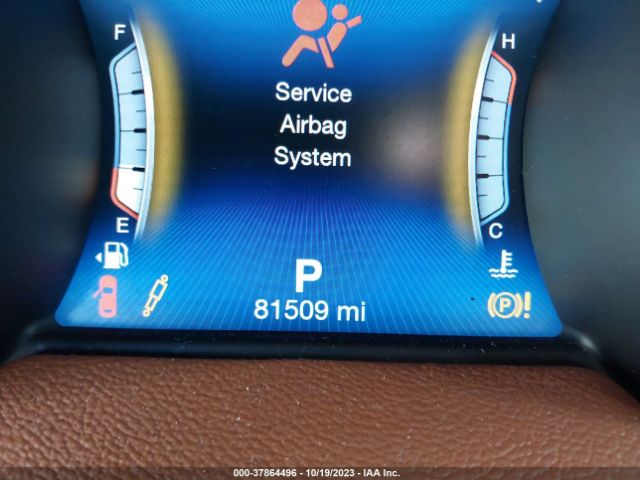 F
H
Service
Airbag
System
E
C
P
81509 mi
(P)!
000-37864496 - 10/19/2023 - IAA Inc.